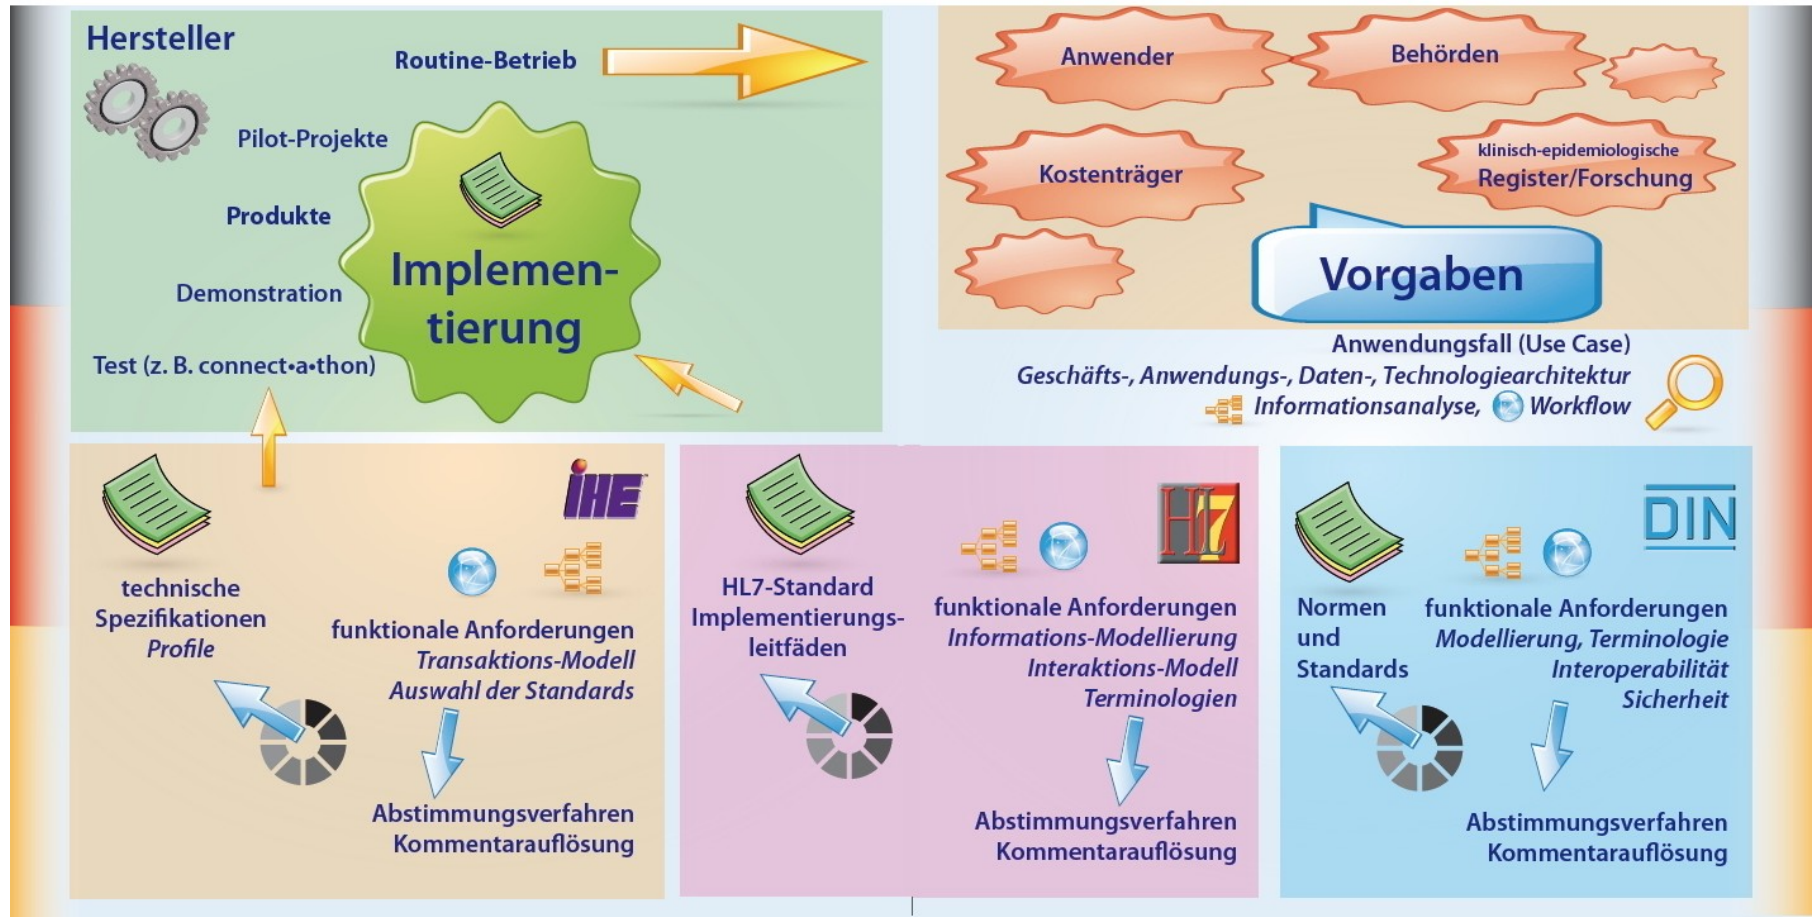 Hersteller
Routine-Betrieb
Pilot-Projekte
Produkte
Demonstration
Test (z. B. connect•a•thon)
Implemen-
tierung
Anwender
Behörden
Kostenträger
klinisch-epidemiologische
Register/Forschung
Vorgaben
Anwendungsfall (Use Case)
Geschäfts-, Anwendungs-, Daten-, Technologiearchitektur
Informationsanalyse, Workflow
iHE
technische
Spezifikationen
Profile
funktionale Anforderungen
Transaktions-Modell
Auswahl der Standards
Abstimmungsverfahren
Kommentarauflösung
HL7
HL7-Standard
Implementierungs-
leitfäden
funktionale Anforderungen
Informations-Modellierung
Interaktions-Modell
Terminologien
Abstimmungsverfahren
Kommentarauflösung
DIN
Normen
und
Standards
funktionale Anforderungen
Modellierung, Terminologie
Interoperabilität
Sicherheit
Abstimmungsverfahren
Kommentarauflösung